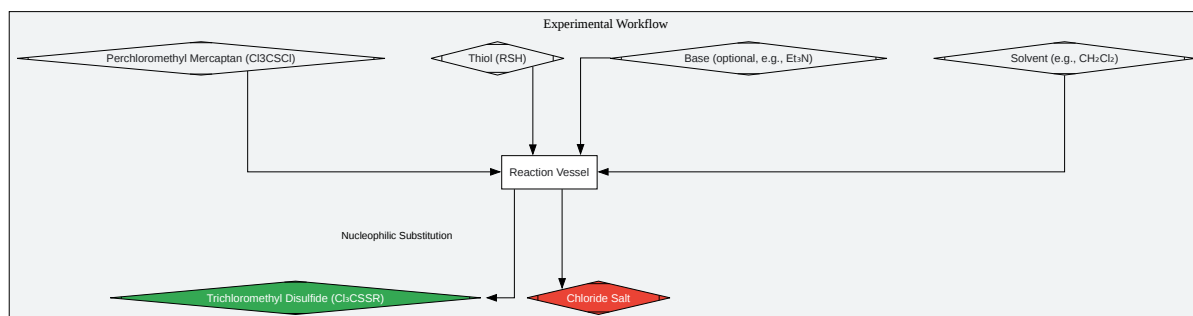 Experimental Workflow
Perchloromethyl Mercaptan (Cl3CSCl)
Thiol (RSH)
Base (optional, e.g., Et₃N)
Solvent (e.g., CH₂Cl₂)
Reaction Vessel
Nucleophilic Substitution
Trichloromethyl Disulfide (Cl₃CSSR)
Chloride Salt